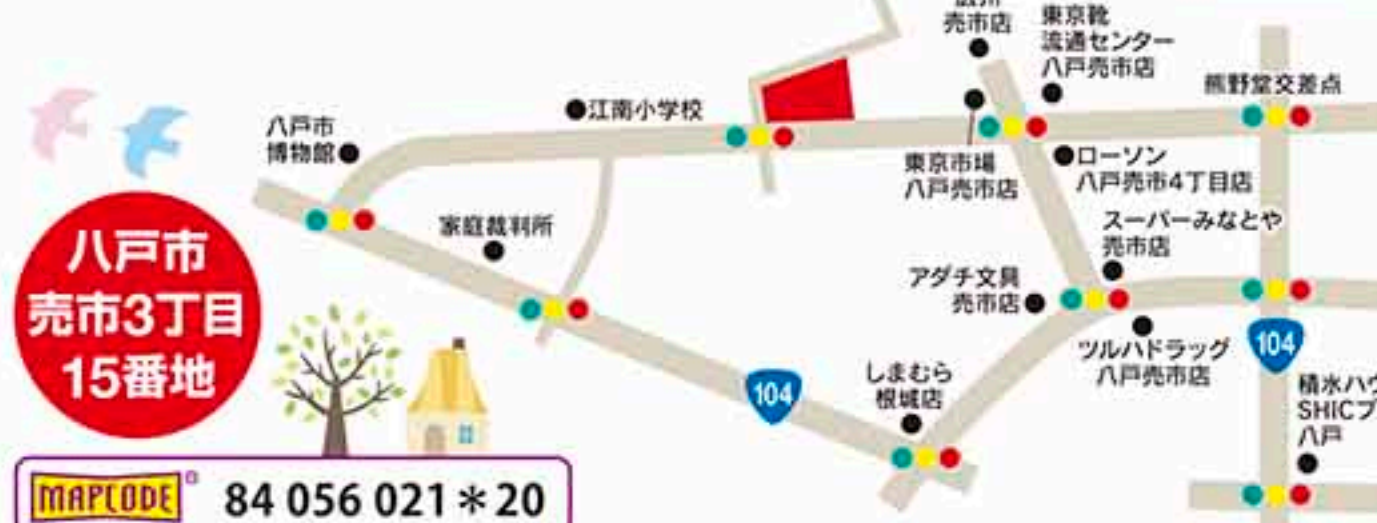 売市店
東京靴
流通センター
八戸売市店
熊野堂交差点
●江南小学校
八戸市
博物館●
東京市場
八戸売市店
●ローソン
八戸売市4丁目店
家庭裁判所
スーパーみなとや
売市店
アダチ文具
売市店●
八戸市
売市3丁目
15番地
ツルハドラッグ
八戸売市店
104
しまむら
根城店
104
積水ハウ
SHICプ
八戸
MAPCODE
84 056 021*20